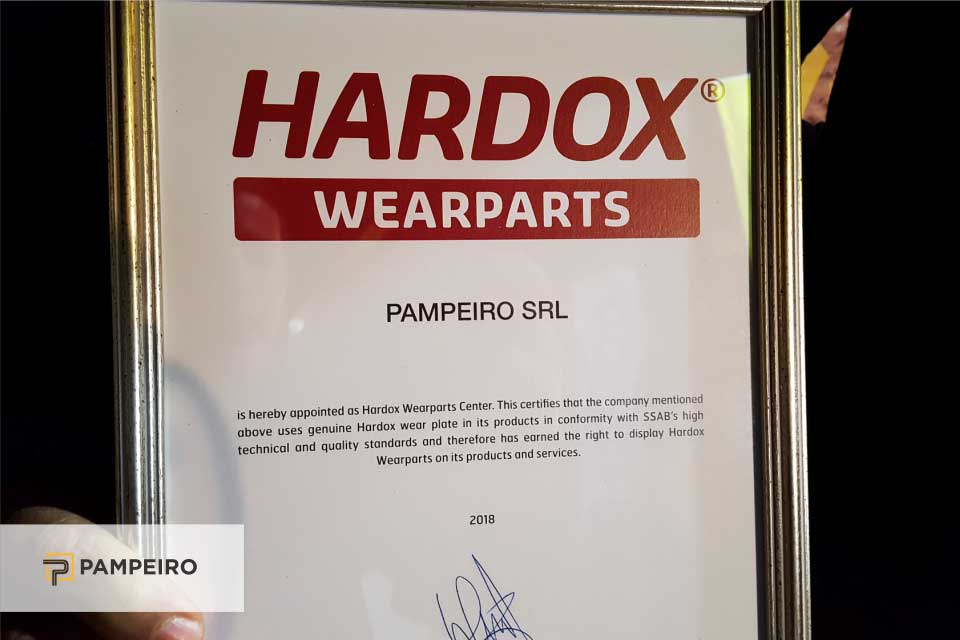 HARDOX®
WEARPARTS
PAMPEIRO SRL
is hereby appointed as Hardox Wearparts Center. This certifies that the company mentioned
above uses genuine Hardox wear plate in its products in conformity with SSAB's high
technical and quality standards and therefore has earned the right to display Hardox
Wearparts on its products and services.
2018
PAMPEIRO